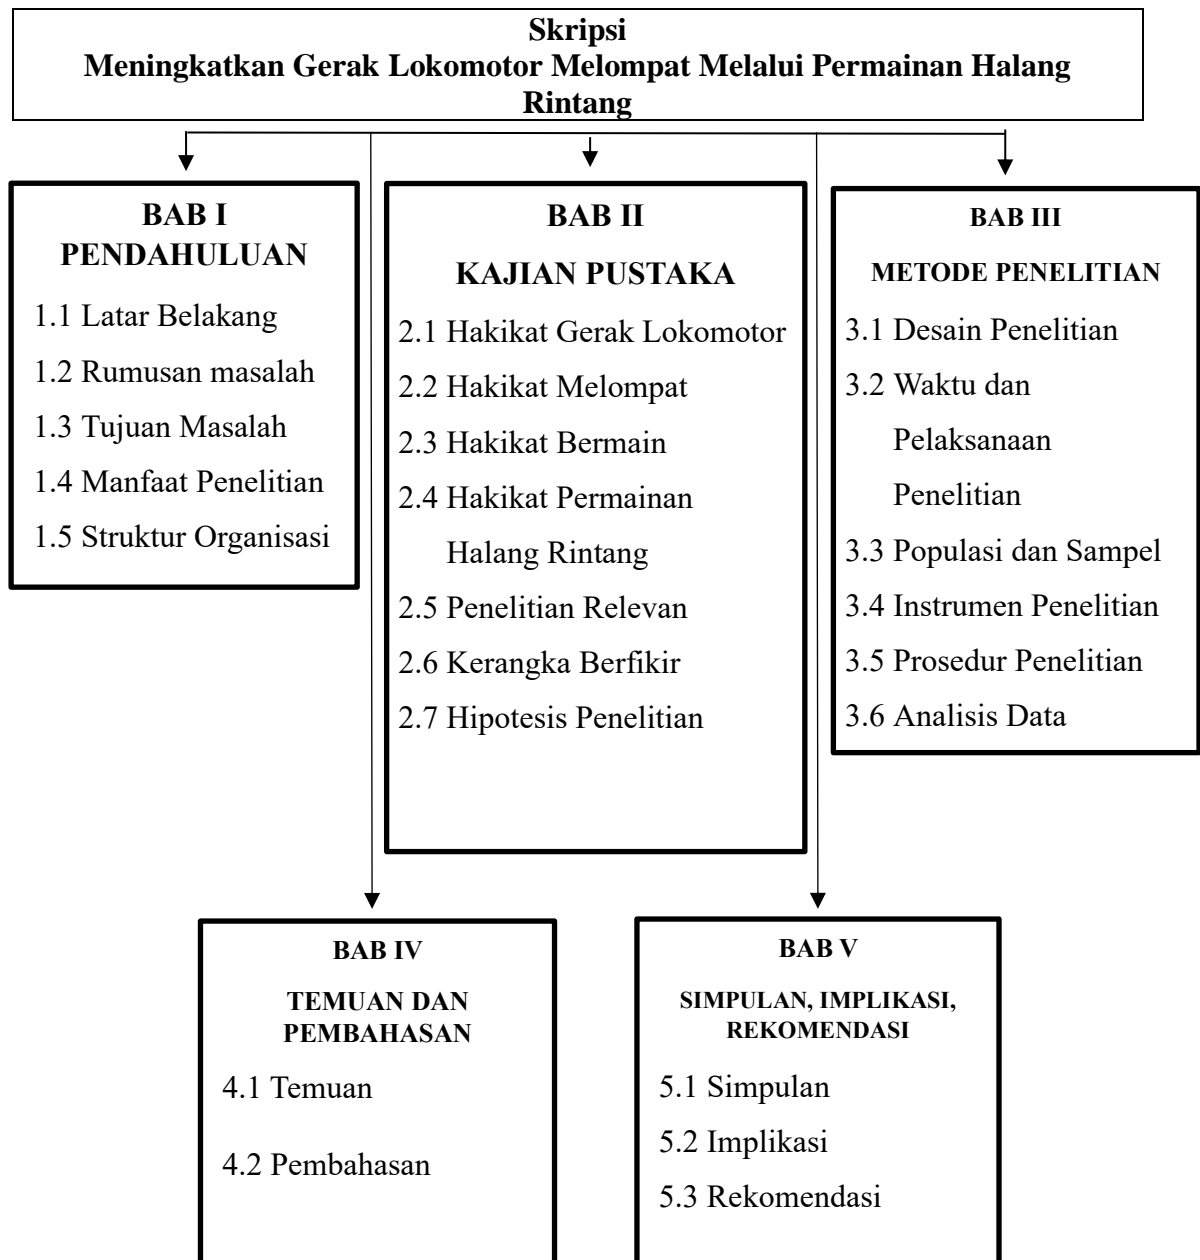 Skripsi
Meningkatkan Gerak Lokomotor Melompat Melalui Permainan Halang
Rintang
BAB I
PENDAHULUAN
1.1 Latar Belakang
1.2 Rumusan masalah
1.3 Tujuan Masalah
1.4 Manfaat Penelitian
1.5 Struktur Organisasi
BAB II
KAJIAN PUSTAKA
2.1 Hakikat Gerak Lokomotor
2.2 Hakikat Melompat
2.3 Hakikat Bermain
2.4 Hakikat Permainan
Halang Rintang
2.5 Penelitian Relevan
2.6 Kerangka Berfikir
2.7 Hipotesis Penelitian
BAB III
METODE PENELITIAN
3.1 Desain Penelitian
3.2 Waktu dan
Pelaksanaan
Penelitian
3.3 Populasi dan Sampel
3.4 Instrumen Penelitian
3.5 Prosedur Penelitian
3.6 Analisis Data
BAB IV
TEMUAN DAN
PEMBAHASAN
4.1 Temuan
4.2 Pembahasan
BAB V
SIMPULAN, IMPLIKASI,
REKOMENDASI
5.1 Simpulan
5.2 Implikasi
5.3 Rekomendasi